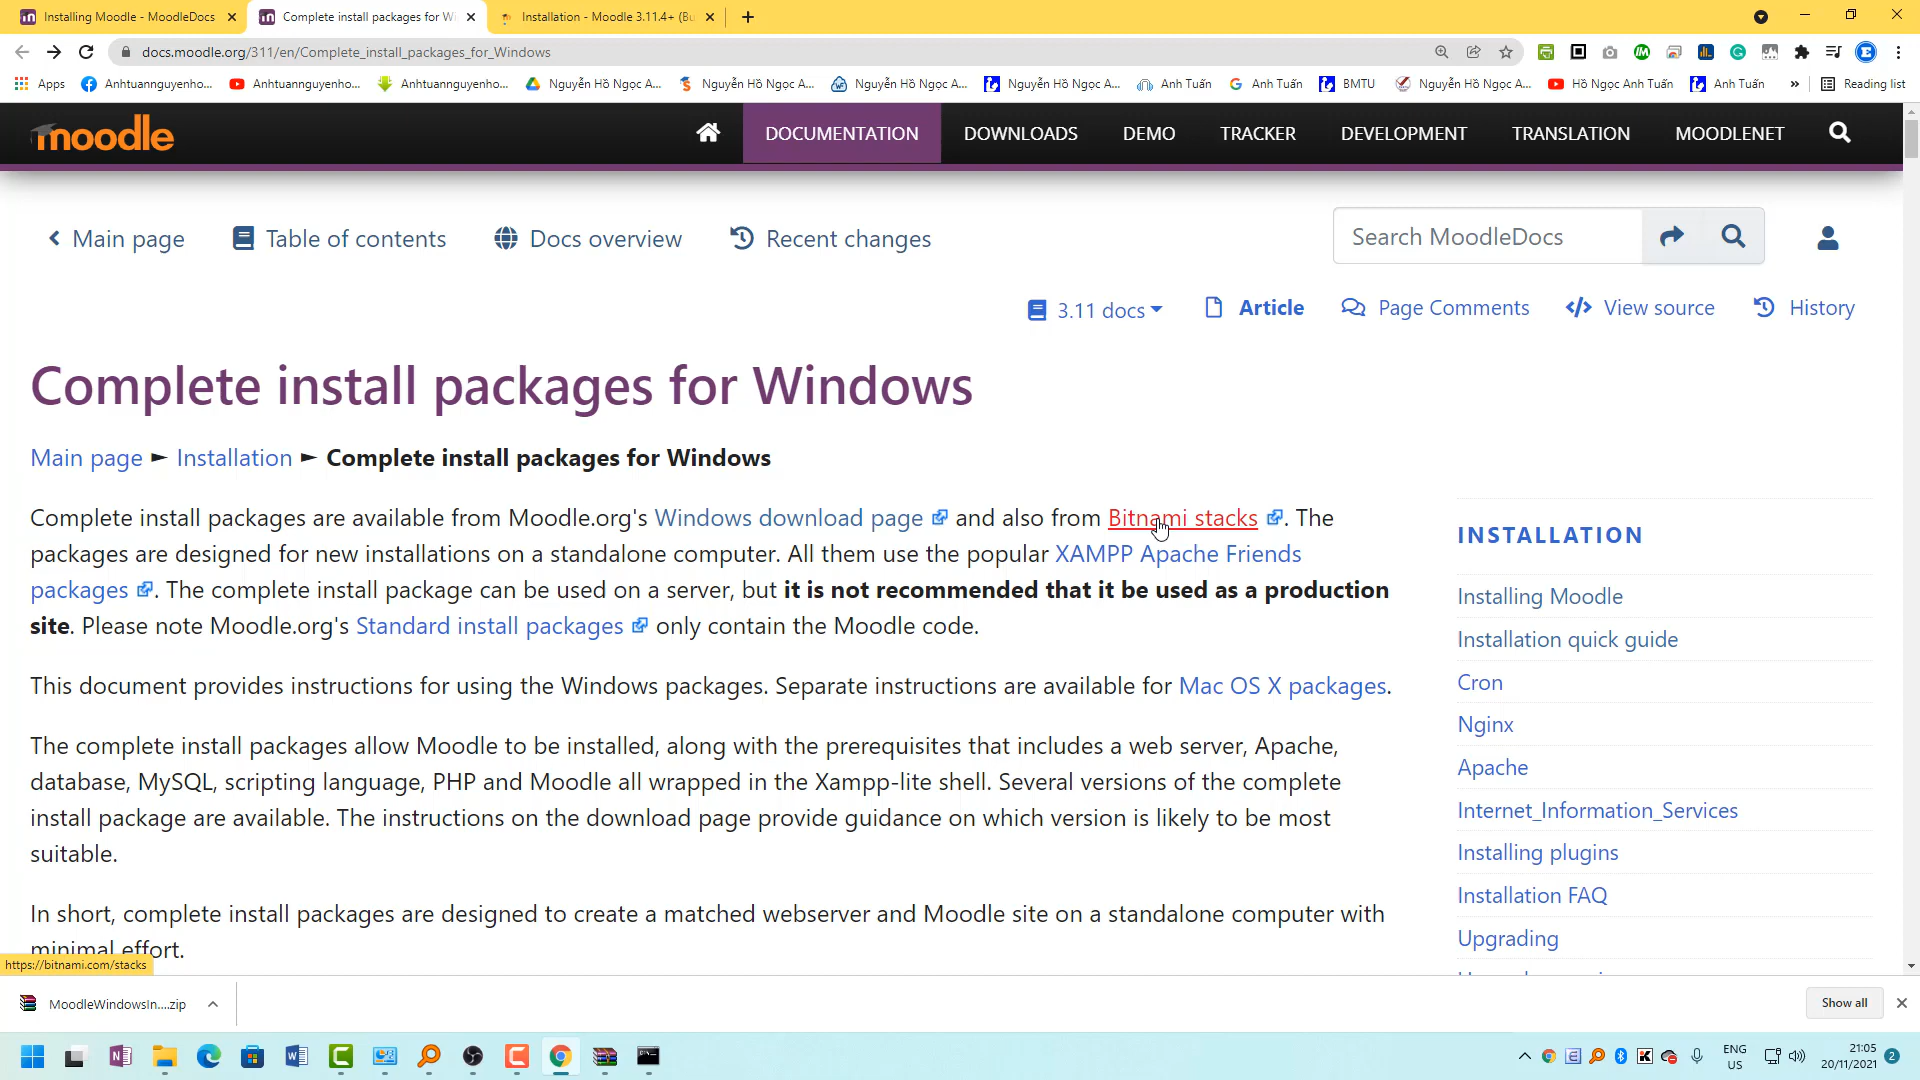 Installing Moodle - MoodleDocs
Complete install packages for Wi
Installation - Moodle 3.11.4+ (Bu
docs.moodle.org/311/en/Complete_install_packages_for_Windows
Apps
Anhtuannguyenho...
Anhtuannguyenho...
Anhtuannguyenho...
Nguyễn Hồ Ngọc A...
Nguyễn Hồ Ngọc A...
Nguyễn Hồ Ngọc A...
Nguyễn Hồ Ngọc A...
Anh Tuấn
Anh Tuấn
BMTU
Nguyễn Hồ Ngọc A...
Hồ Ngọc Anh Tuấn
Anh Tuấn
»
Reading list
moodle
DOCUMENTATION
DOWNLOADS
DEMO
TRACKER
DEVELOPMENT
TRANSLATION
MOODLENET
Main page
Table of contents
Docs overview
Recent changes
Search MoodleDocs
3.11 docs
Article
Page Comments
View source
History
Complete install packages for Windows
Main page ► Installation ► Complete install packages for Windows
Complete install packages are available from Moodle.org's Windows download page and also from Bitnami stacks. The
packages are designed for new installations on a standalone computer. All them use the popular XAMPP Apache Friends
packages. The complete install package can be used on a server, but it is not recommended that it be used as a production
site. Please note Moodle.org's Standard install packages only contain the Moodle code.
This document provides instructions for using the Windows packages. Separate instructions are available for Mac OS X packages.
The complete install packages allow Moodle to be installed, along with the prerequisites that includes a web server, Apache,
database, MySQL, scripting language, PHP and Moodle all wrapped in the Xampp-lite shell. Several versions of the complete
install package are available. The instructions on the download page provide guidance on which version is likely to be most
suitable.
In short, complete install packages are designed to create a matched webserver and Moodle site on a standalone computer with
minimal effort.
INSTALLATION
Installing Moodle
Installation quick guide
Cron
Nginx
Apache
Internet_Information_Services
Installing plugins
Installation FAQ
Upgrading
https://bitnami.com/stacks
MoodleWindowsIn....zip
Show all
ENG
US
21:05
20/11/2021
2